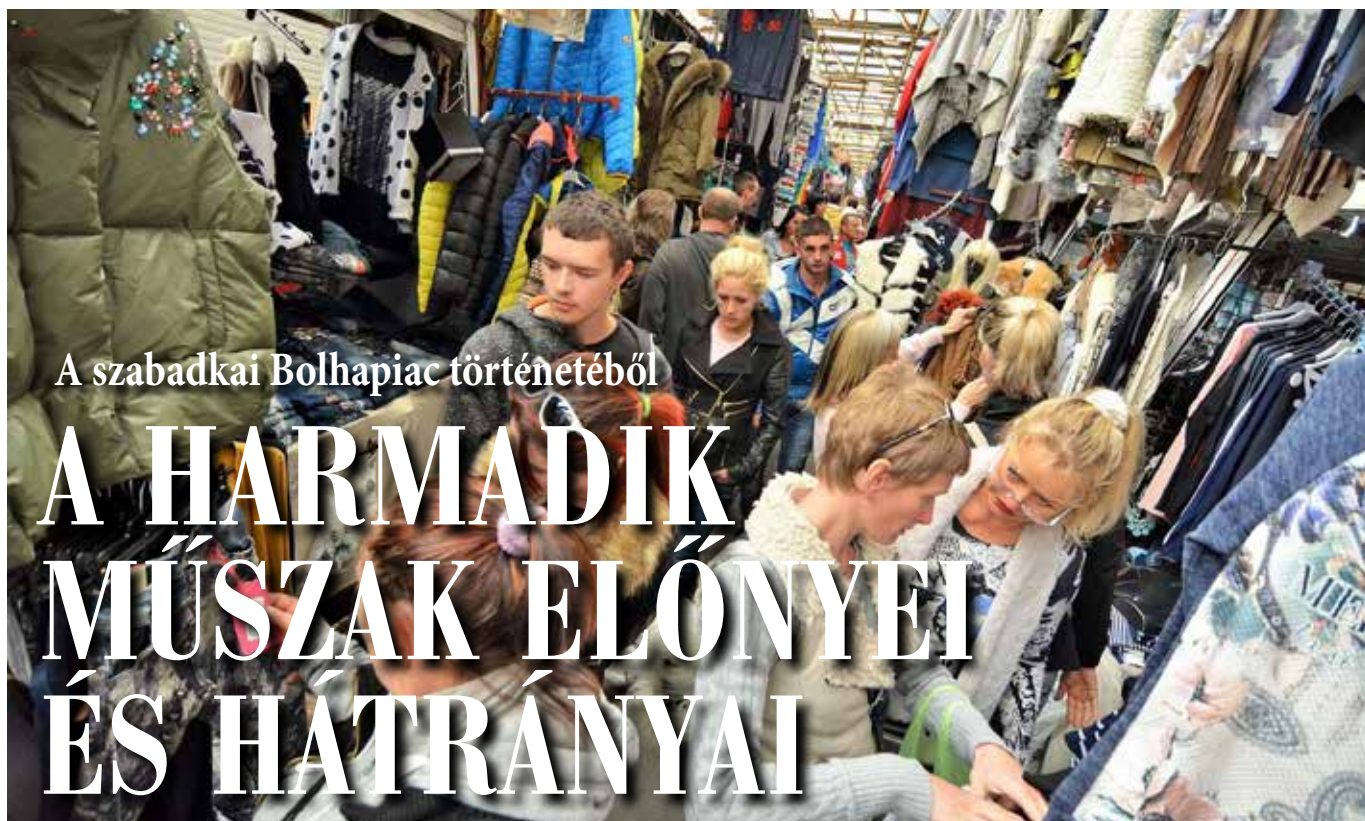 A szabadkai Bolhapiac történetéből
A HARMADIK
MŰSZAK ELŐNYEI
ÉS HÁTRÁNYAI